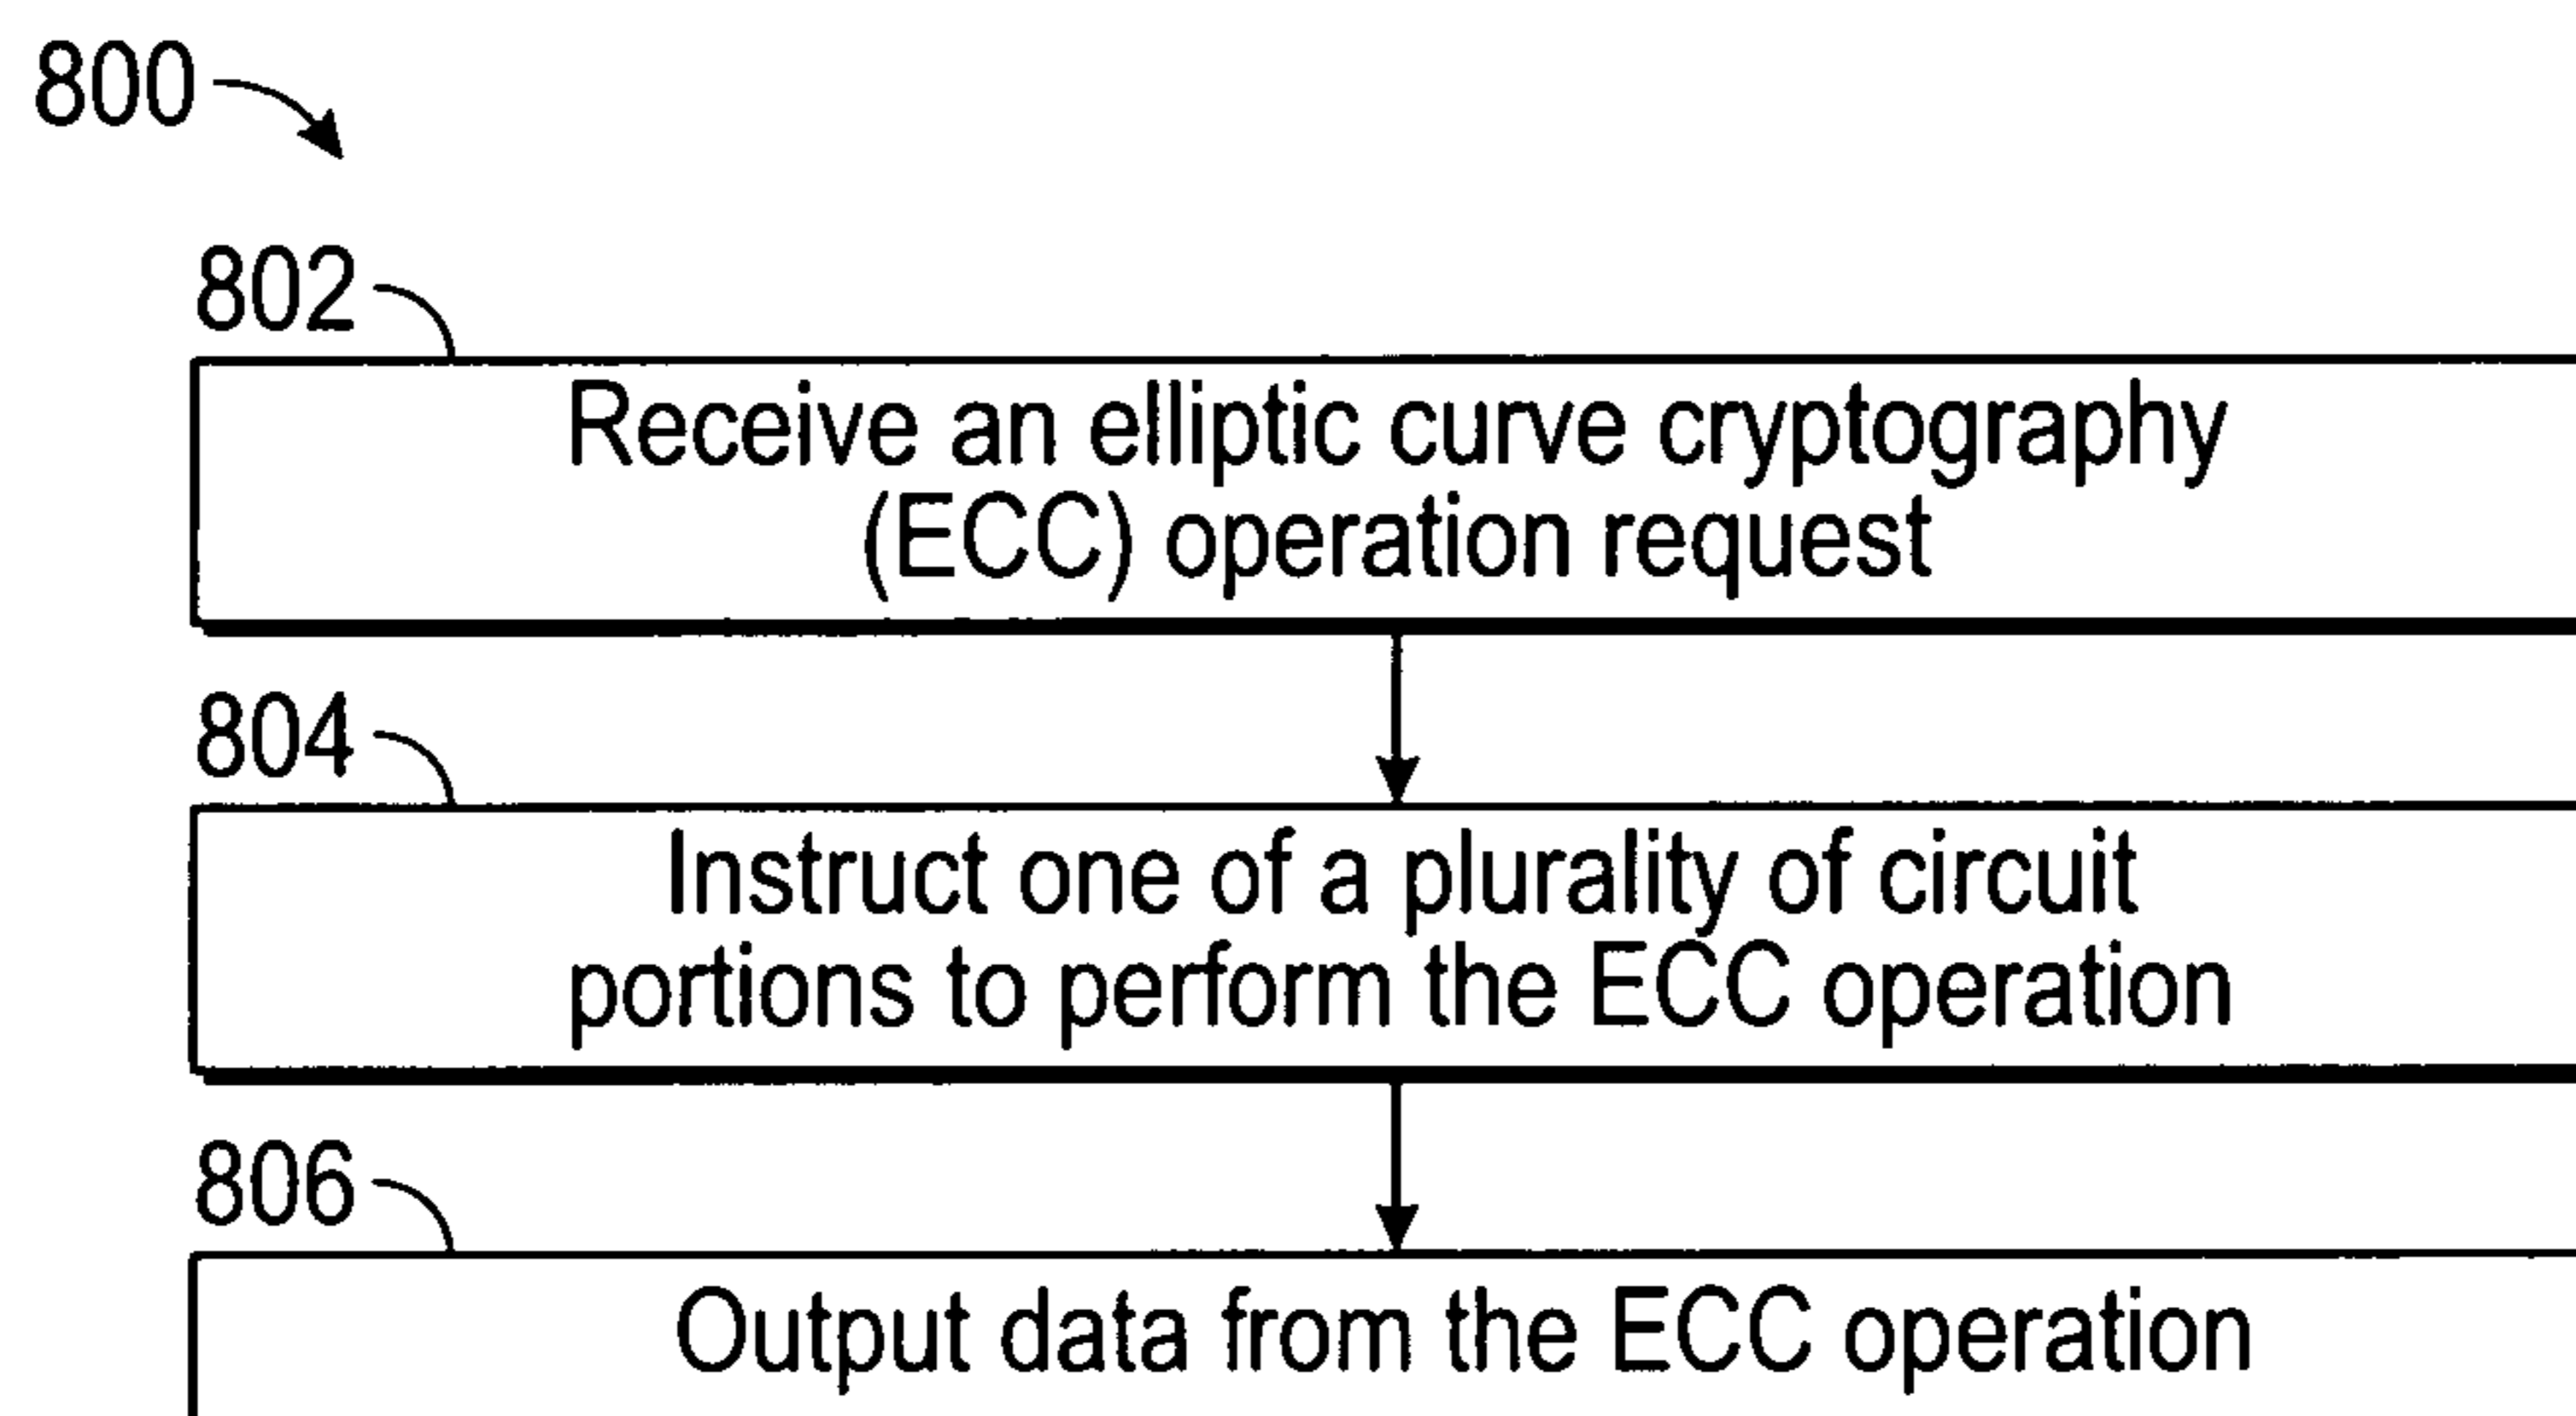 800
802
Receive an elliptic curve cryptography
(ECC) operation request
804
Instruct one of a plurality of circuit
portions to perform the ECC operation
806
Output data from the ECC operation